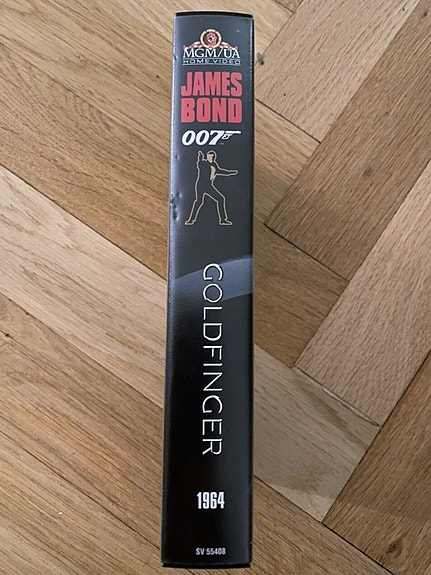 MGM/UA
HOME VIDEO
JAMES
BOND
007
GOLDFINGER
1964
SV 55408